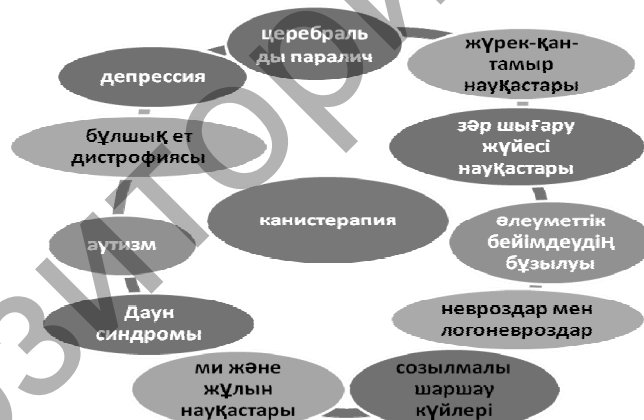 церебраль
ды паралич
жүрек-қан-
тамыр
науқастары
зәр шығару
жүйесі
науқастары
әлеуметтік
бейімдеудің
бұзылуы
невроздар мен
логоневроздар
созылмалы
шаршау
күйлері
ми және
жұлын
науқастары
Даун
синдромы
аутизм
бұлшық ет
дистрофиясы
депрессия
канистерапия